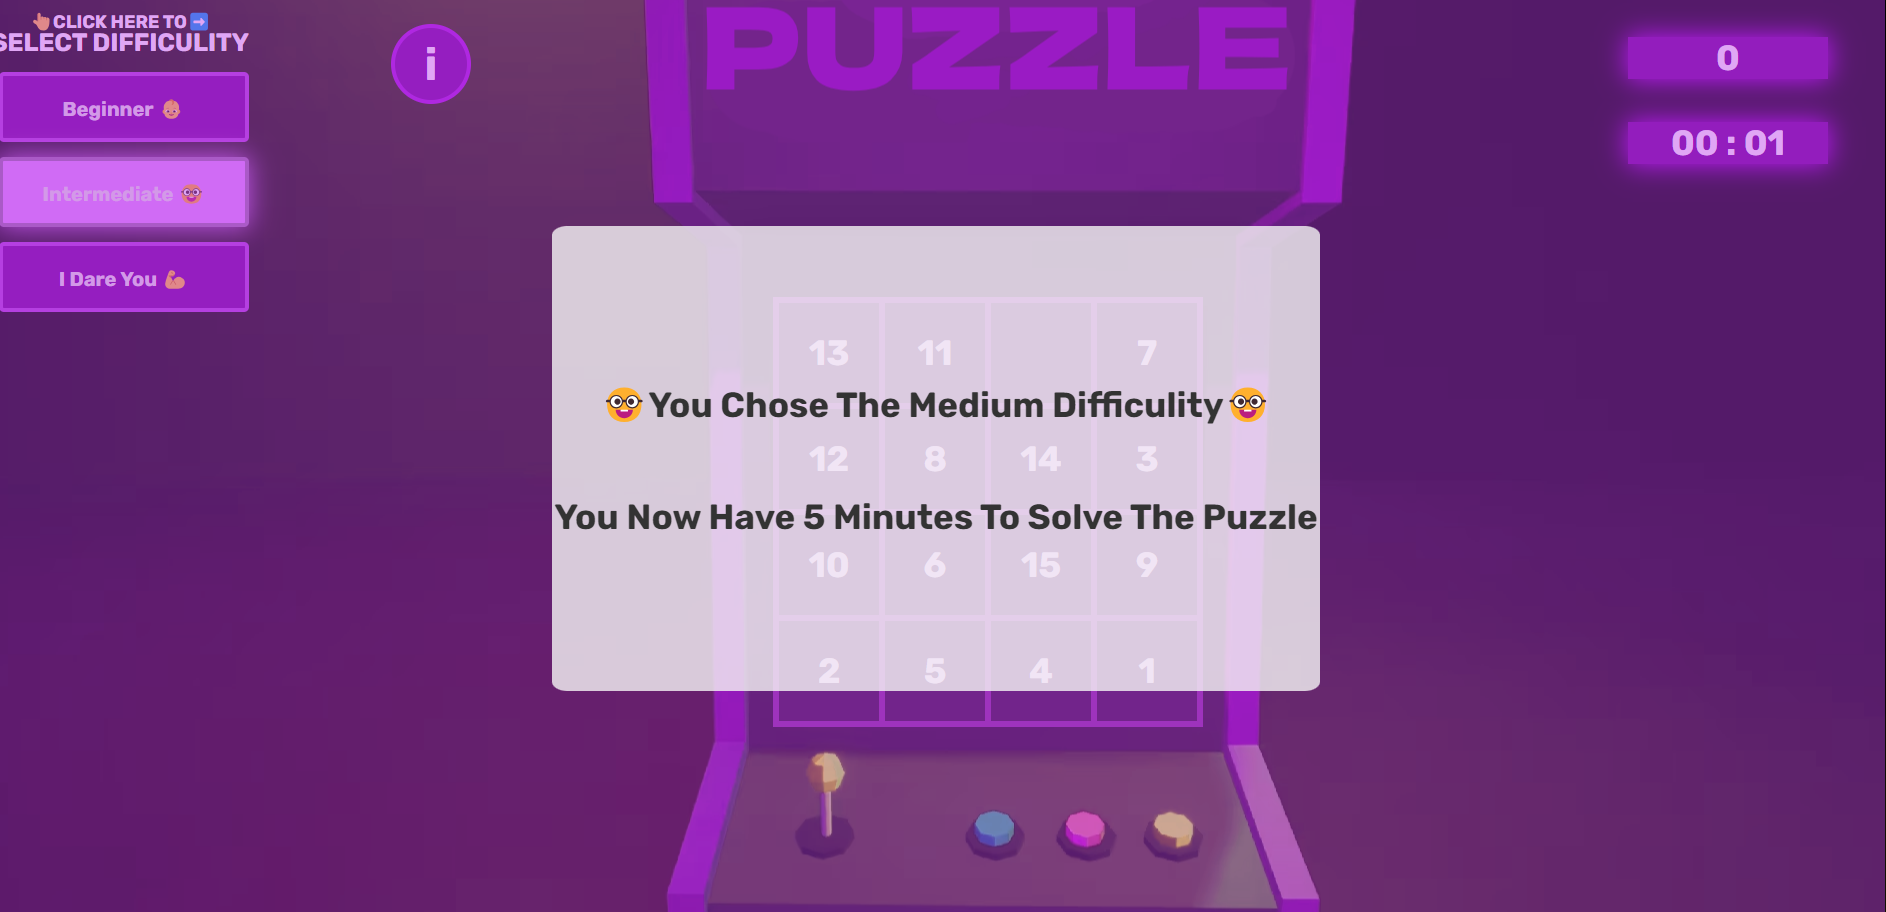 👆CLICK HERE TO➡️
SELECT DIFFICULITY
Beginner 👶
Intermediate 🤓
I Dare You 💪
i
PUZZLE
0
00 : 01
13 11 7
🤓You Chose The Medium Difficulity🤓
12 8 14 3
You Now Have 5 Minutes To Solve The Puzzle
10 6 15 9
2 5 4 1